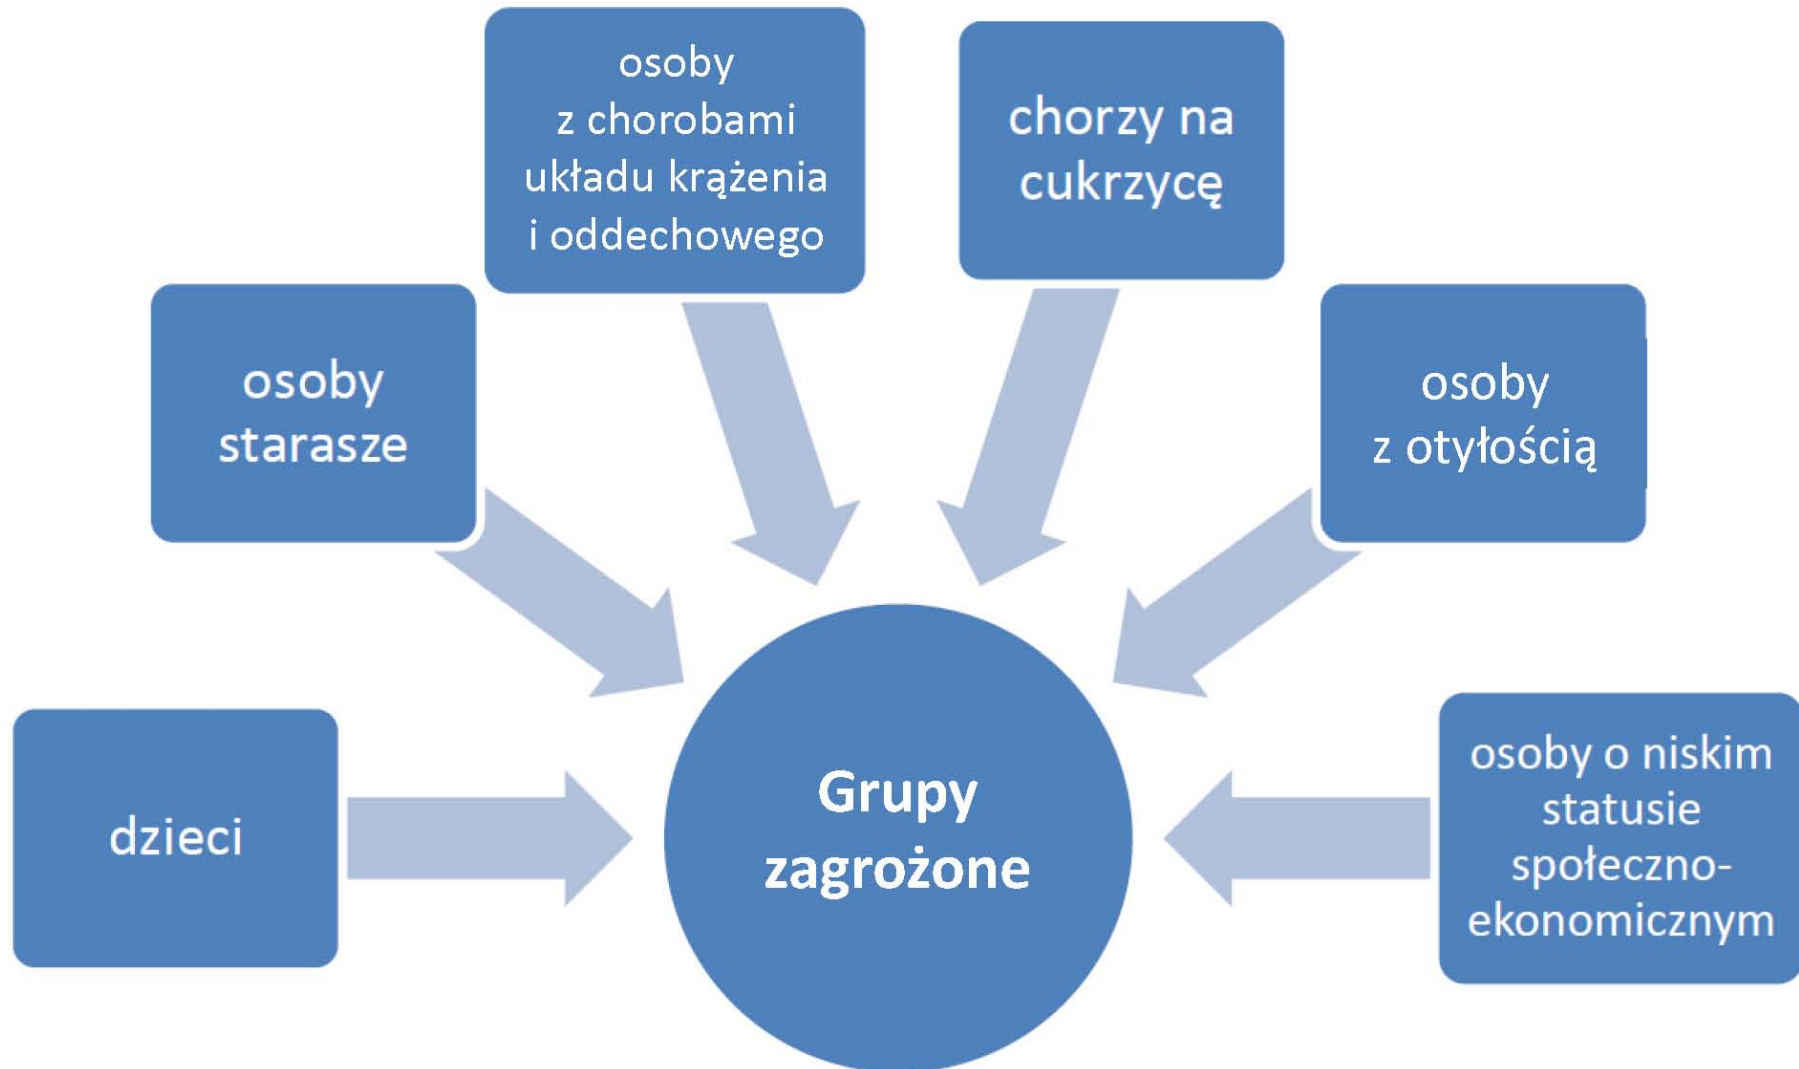 osoby
z chorobami
układu krążenia
i oddechowego
chorzy na
cukrzycę
osoby
starasze
osoby
z otyłością
dzieci
Grupy
zagrożone
osoby o niskim
statusie
społeczno-
ekonomicznym